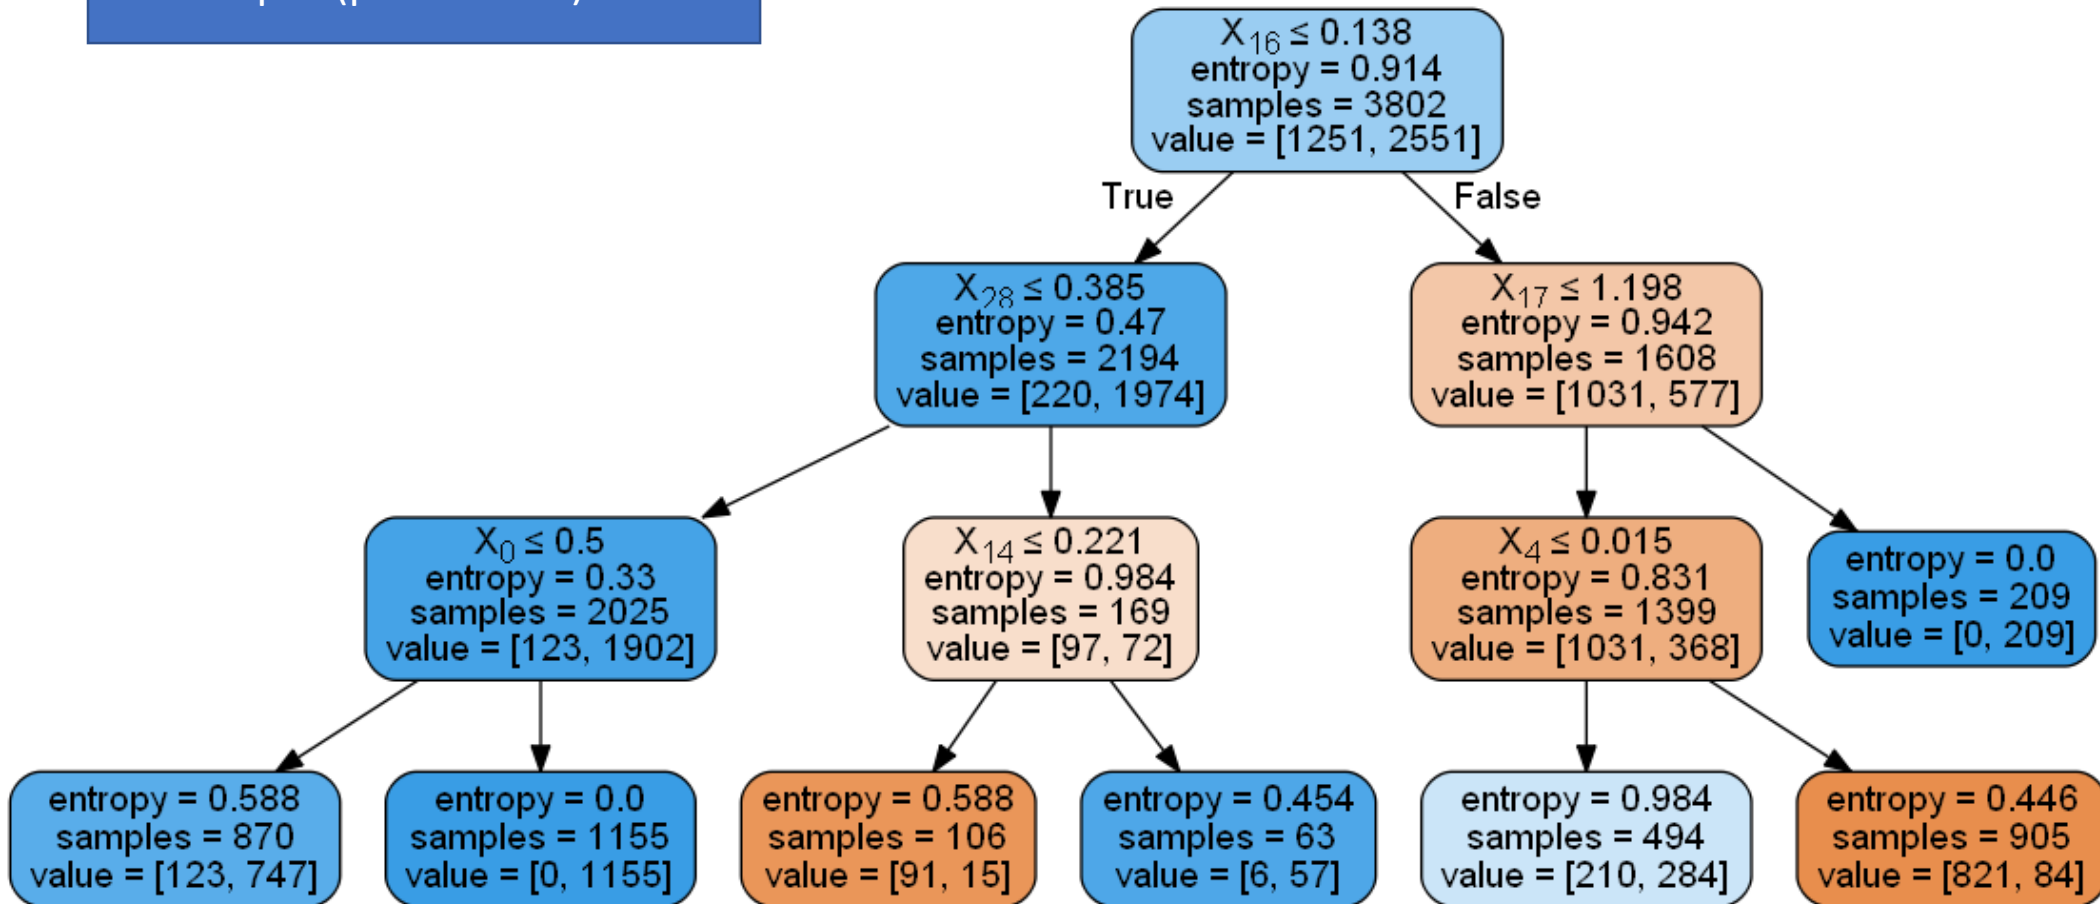 X16 ≤ 0.138
entropy = 0.914
samples = 3802
value = [1251, 2551]
True
False
X28 ≤ 0.385
entropy = 0.47
samples = 2194
value = [220, 1974]
X17 ≤ 1.198
entropy = 0.942
samples = 1608
value = [1031, 577]
X0 ≤ 0.5
entropy = 0.33
samples = 2025
value = [123, 1902]
X14 ≤ 0.221
entropy = 0.984
samples = 169
value = [97, 72]
X4 ≤ 0.015
entropy = 0.831
samples = 1399
value = [1031, 368]
entropy = 0.0
samples = 209
value = [0, 209]
entropy = 0.588
samples = 870
value = [123, 747]
entropy = 0.0
samples = 1155
value = [0, 1155]
entropy = 0.588
samples = 106
value = [91, 15]
entropy = 0.454
samples = 63
value = [6, 57]
entropy = 0.984
samples = 494
value = [210, 284]
entropy = 0.446
samples = 905
value = [821, 84]